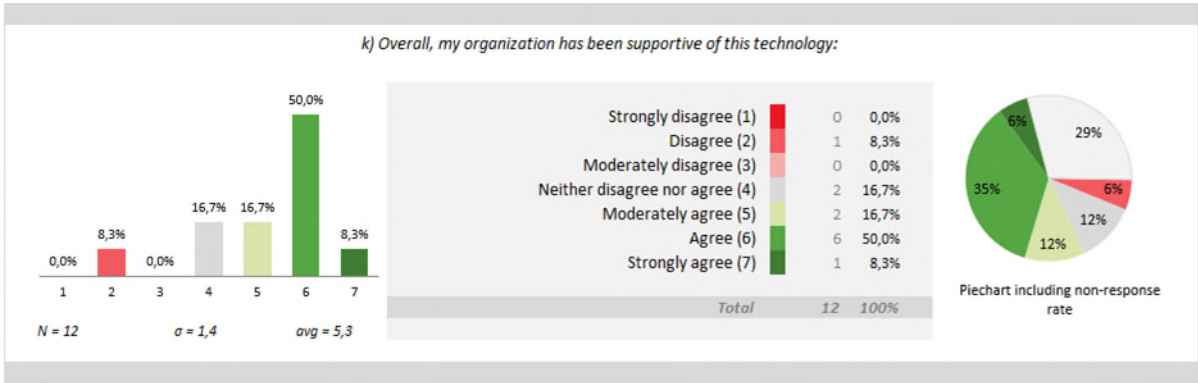 k) Overall, my organization has been supportive of this technology:
50,0%
16,7% 16,7%
8,3% 8,3%
0,0% 0,0%
1 2 3 4 5 6 7
N = 12 σ = 1,4 avg = 5,3
Strongly disagree (1) 0 0,0%
Disagree (2) 1 8,3%
Moderately disagree (3) 0 0,0%
Neither disagree nor agree (4) 2 16,7%
Moderately agree (5) 2 16,7%
Agree (6) 6 50,0%
Strongly agree (7) 1 8,3%
Total 12 100%
6%
29%
35% 6%
12%
12%
Piechart including non-response
rate